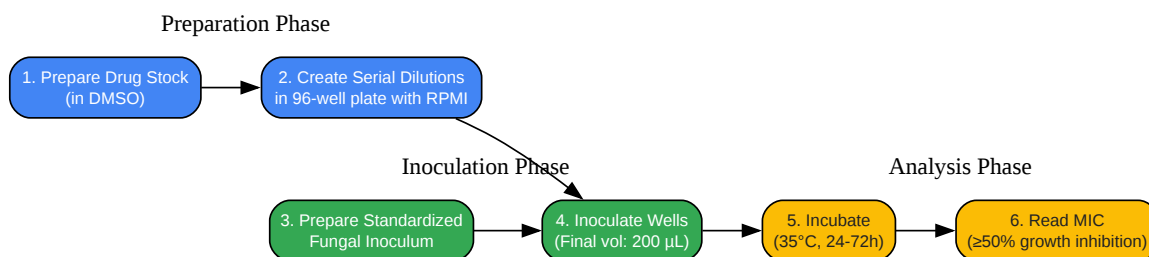 Preparation Phase
1. Prepare Drug Stock
(in DMSO)
2. Create Serial Dilutions
in 96-well plate with RPMI
Inoculation Phase
3. Prepare Standardized
Fungal Inoculum
4. Inoculate Wells
(Final vol: 200 µL)
Analysis Phase
5. Incubate
(35°C, 24-72h)
6. Read MIC
(≥50% growth inhibition)